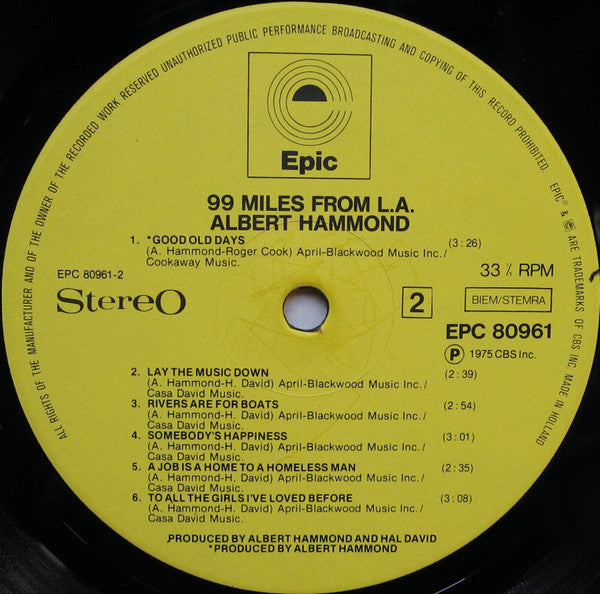 ALL RIGHTS OF THE MANUFACTURER AND OF THE OWNER OF THE RECORDED WORK RESERVED UNAUTHORIZED PUBLIC PERFORMANCE BROADCASTING AND COPYING OF THIS RECORD PROHIBITED. EPIC® & ARE TRADEMARKS OF CBS INC. MADE IN HOLLAND
Epic
99 MILES FROM L.A.
ALBERT HAMMOND
1. *GOOD OLD DAYS (3:26)
(A. Hammond-Roger Cook) April-Blackwood Music Inc./
Cookaway Music.
EPC 80961-2
33⅓ RPM
Stereo
2
BIEM/STEMRA
EPC 80961
Ⓟ 1975 CBS Inc.
2. LAY THE MUSIC DOWN (2:39)
(A. Hammond-H. David) April-Blackwood Music Inc./
Casa David Music.
3. RIVERS ARE FOR BOATS (2:54)
(A. Hammond-H. David) April-Blackwood Music Inc./
Casa David Music.
4. SOMEBODY'S HAPPINESS (3:01)
(A. Hammond-H. David) April-Blackwood Music Inc./
Casa David Music.
5. A JOB IS A HOME TO A HOMELESS MAN (2:35)
(A. Hammond-H. David) April-Blackwood Music Inc./
Casa David Music.
6. TO ALL THE GIRLS I'VE LOVED BEFORE (3:08)
(A. Hammond-H. David) April-Blackwood Music Inc./
Casa David Music.
PRODUCED BY ALBERT HAMMOND AND HAL DAVID
*PRODUCED BY ALBERT HAMMOND